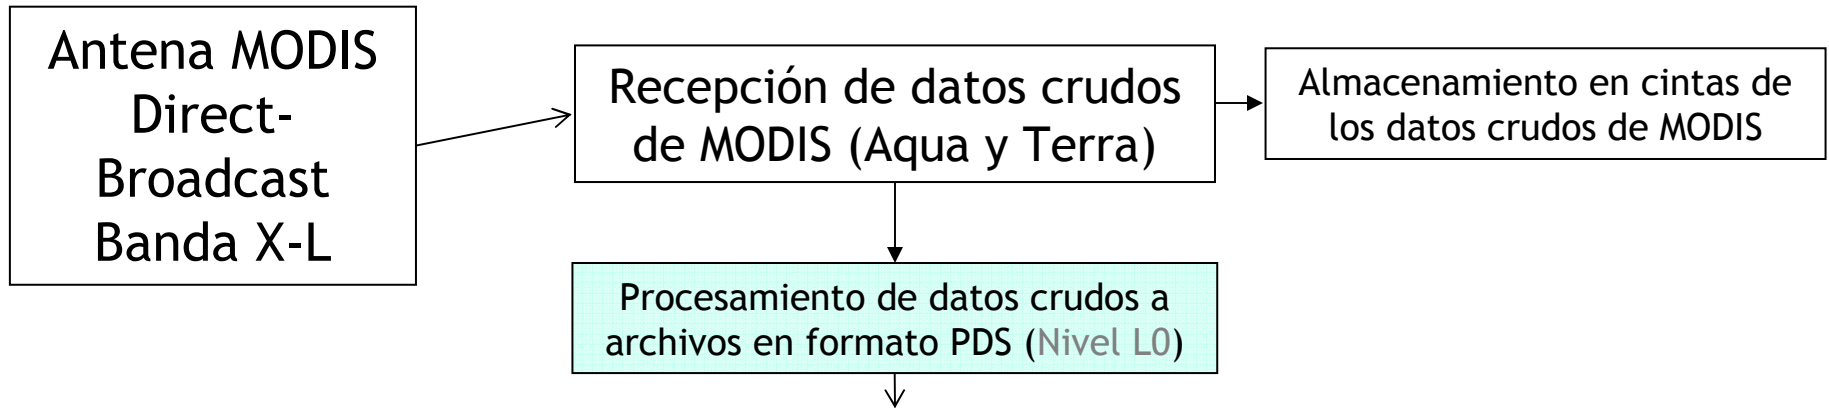 Antena MODIS
Direct-
Broadcast
Banda X-L
Recepción de datos crudos
de MODIS (Aqua y Terra)
Almacenamiento en cintas de
los datos crudos de MODIS
Procesamiento de datos crudos a
archivos en formato PDS (Nivel L0)